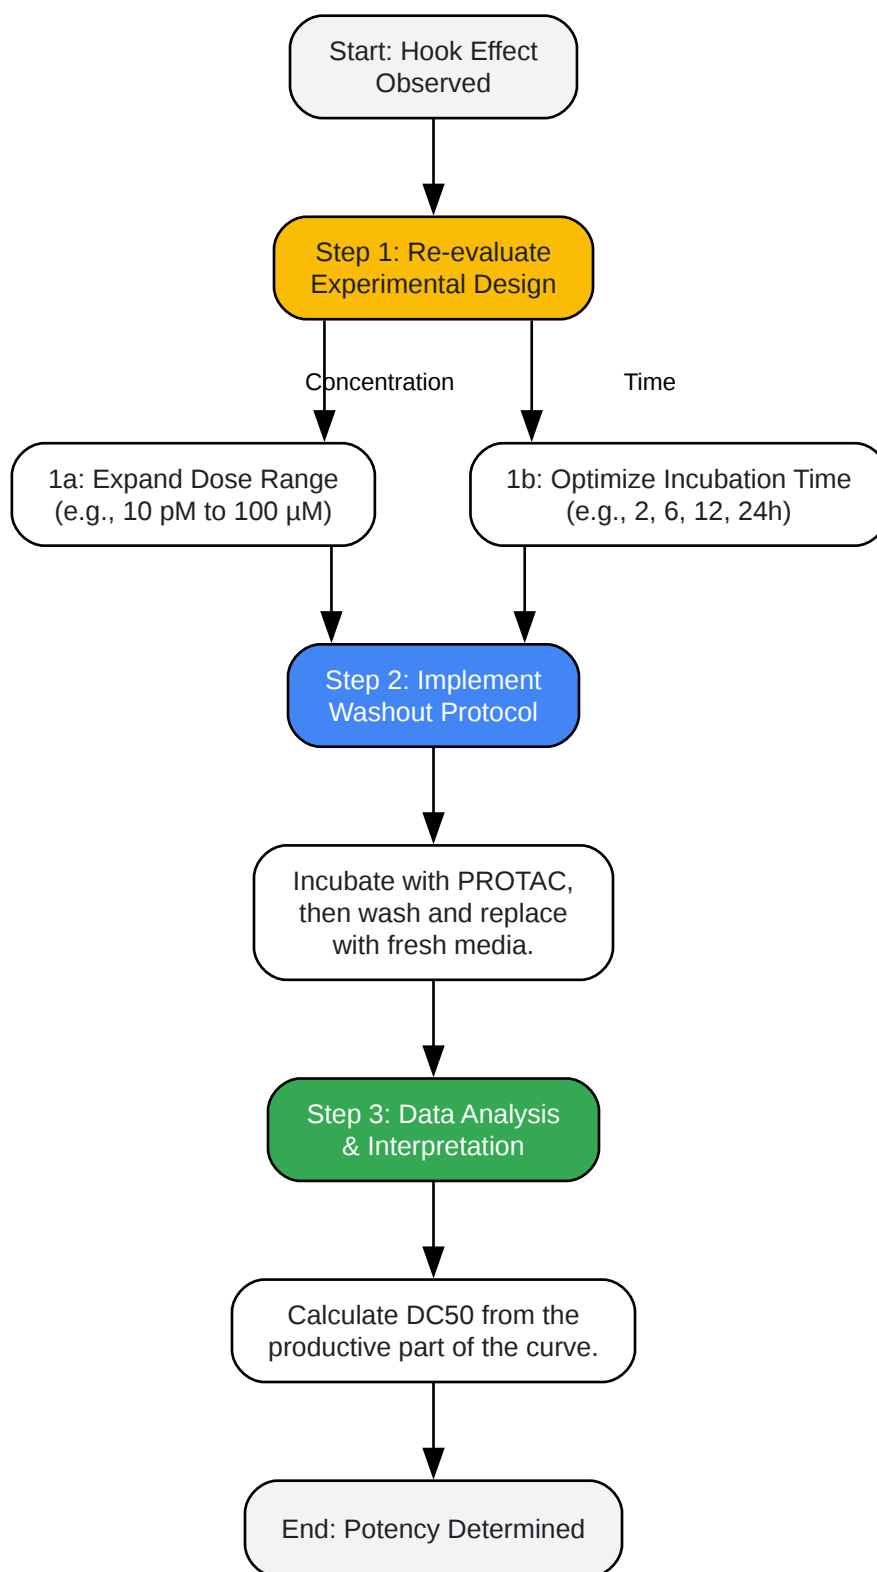 Start: Hook Effect
Observed
Step 1: Re-evaluate
Experimental Design
Concentration
Time
1a: Expand Dose Range
(e.g., 10 pM to 100 µM)
1b: Optimize Incubation Time
(e.g., 2, 6, 12, 24h)
Step 2: Implement
Washout Protocol
Incubate with PROTAC,
then wash and replace
with fresh media.
Step 3: Data Analysis
& Interpretation
Calculate DC50 from the
productive part of the curve.
End: Potency Determined